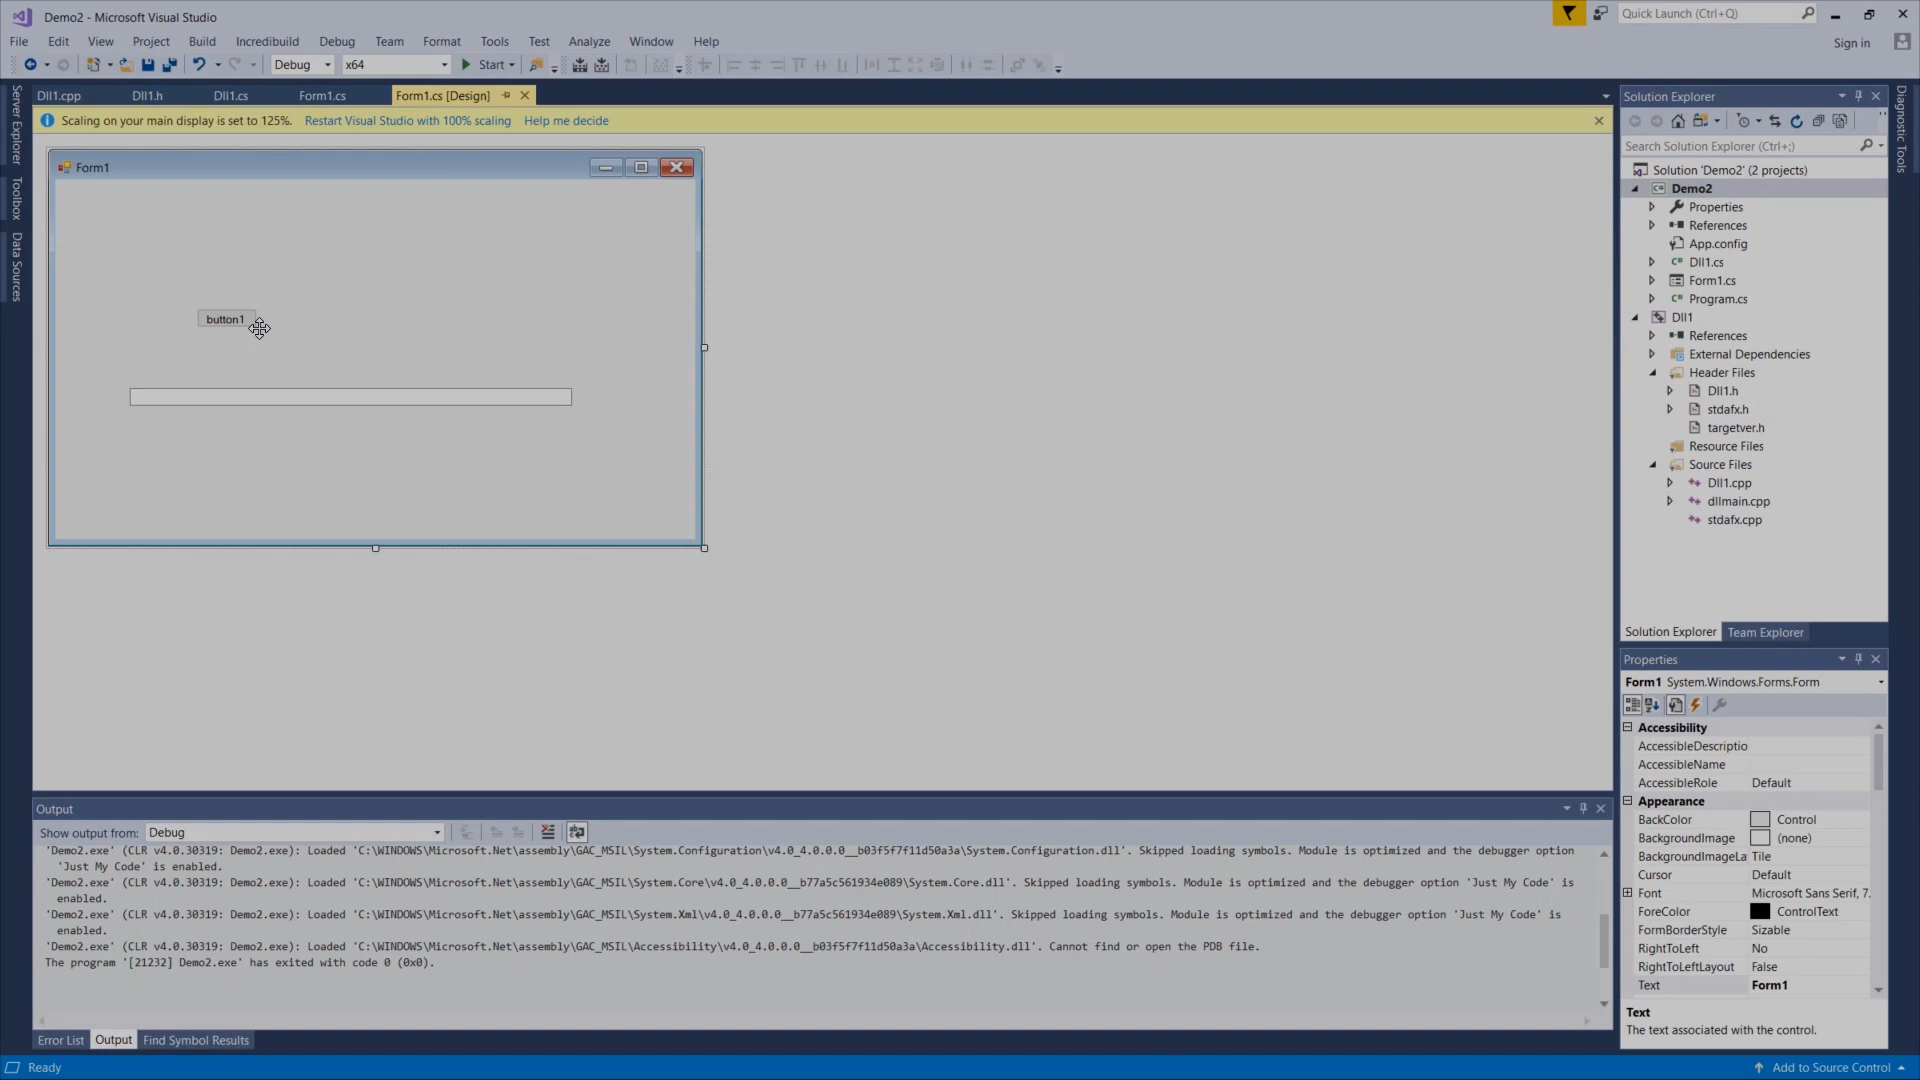 Demo2 - Microsoft Visual Studio
Quick Launch (Ctrl+Q)
File Edit View Project Build Incredibuild Debug Team Format Tools Test Analyze Window Help
Sign in
Debug x64 Start
Server Explorer
Toolbox
Data Sources
Dll1.cpp Dll1.h Dll1.cs Form1.cs Form1.cs [Design]
Scaling on your main display is set to 125%. Restart Visual Studio with 100% scaling Help me decide
Form1
button1
Solution Explorer
Search Solution Explorer (Ctrl+;)
Solution 'Demo2' (2 projects)
Demo2
Properties
References
App.config
Dll1.cs
Form1.cs
Program.cs
Dll1
References
External Dependencies
Header Files
Dll1.h
stdafx.h
targetver.h
Resource Files
Source Files
Dll1.cpp
dllmain.cpp
stdafx.cpp
Solution Explorer Team Explorer
Diagnostic Tools
Properties
Form1 System.Windows.Forms.Form
Accessibility
AccessibleDescriptio
AccessibleName
AccessibleRole Default
Appearance
BackColor Control
BackgroundImage (none)
BackgroundImageLa Tile
Cursor Default
Font Microsoft Sans Serif, 7.
ForeColor ControlText
FormBorderStyle Sizable
RightToLeft No
RightToLeftLayout False
Text Form1
Text
The text associated with the control.
Output
Show output from: Debug
'Demo2.exe' (CLR v4.0.30319: Demo2.exe): Loaded 'C:\WINDOWS\Microsoft.Net\assembly\GAC_MSIL\System.Configuration\v4.0_4.0.0.0__b03f5f7f11d50a3a\System.Configuration.dll'. Skipped loading symbols. Module is optimized and the debugger option
'Just My Code' is enabled.
'Demo2.exe' (CLR v4.0.30319: Demo2.exe): Loaded 'C:\WINDOWS\Microsoft.Net\assembly\GAC_MSIL\System.Core\v4.0_4.0.0.0__b77a5c561934e089\System.Core.dll'. Skipped loading symbols. Module is optimized and the debugger option 'Just My Code' is
enabled.
'Demo2.exe' (CLR v4.0.30319: Demo2.exe): Loaded 'C:\WINDOWS\Microsoft.Net\assembly\GAC_MSIL\System.Xml\v4.0_4.0.0.0__b77a5c561934e089\System.Xml.dll'. Skipped loading symbols. Module is optimized and the debugger option 'Just My Code' is
enabled.
'Demo2.exe' (CLR v4.0.30319: Demo2.exe): Loaded 'C:\WINDOWS\Microsoft.Net\assembly\GAC_MSIL\Accessibility\v4.0_4.0.0.0__b03f5f7f11d50a3a\Accessibility.dll'. Cannot find or open the PDB file.
The program '[21232] Demo2.exe' has exited with code 0 (0x0).
Error List Output Find Symbol Results
Ready
Add to Source Control